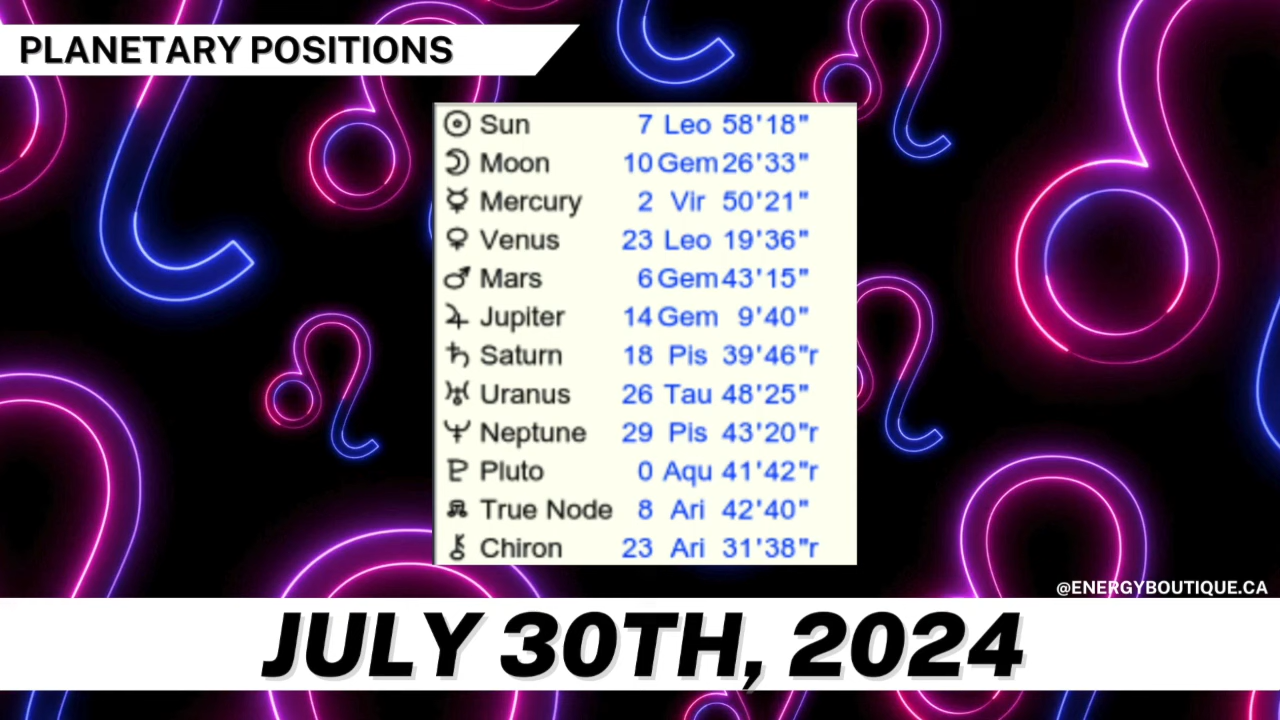 PLANETARY POSITIONS
Sun 7 Leo 58'18"
Moon 10 Gem 26'33"
Mercury 2 Vir 50'21"
Venus 23 Leo 19'36"
Mars 6 Gem 43'15"
Jupiter 14 Gem 9'40"
Saturn 18 Pis 39'46"r
Uranus 26 Tau 48'25"
Neptune 29 Pis 43'20"r
Pluto 0 Aqu 41'42"r
True Node 8 Ari 42'40"
Chiron 23 Ari 31'38"r
@ENERGYBOUTIQUE.CA
JULY 30TH, 2024